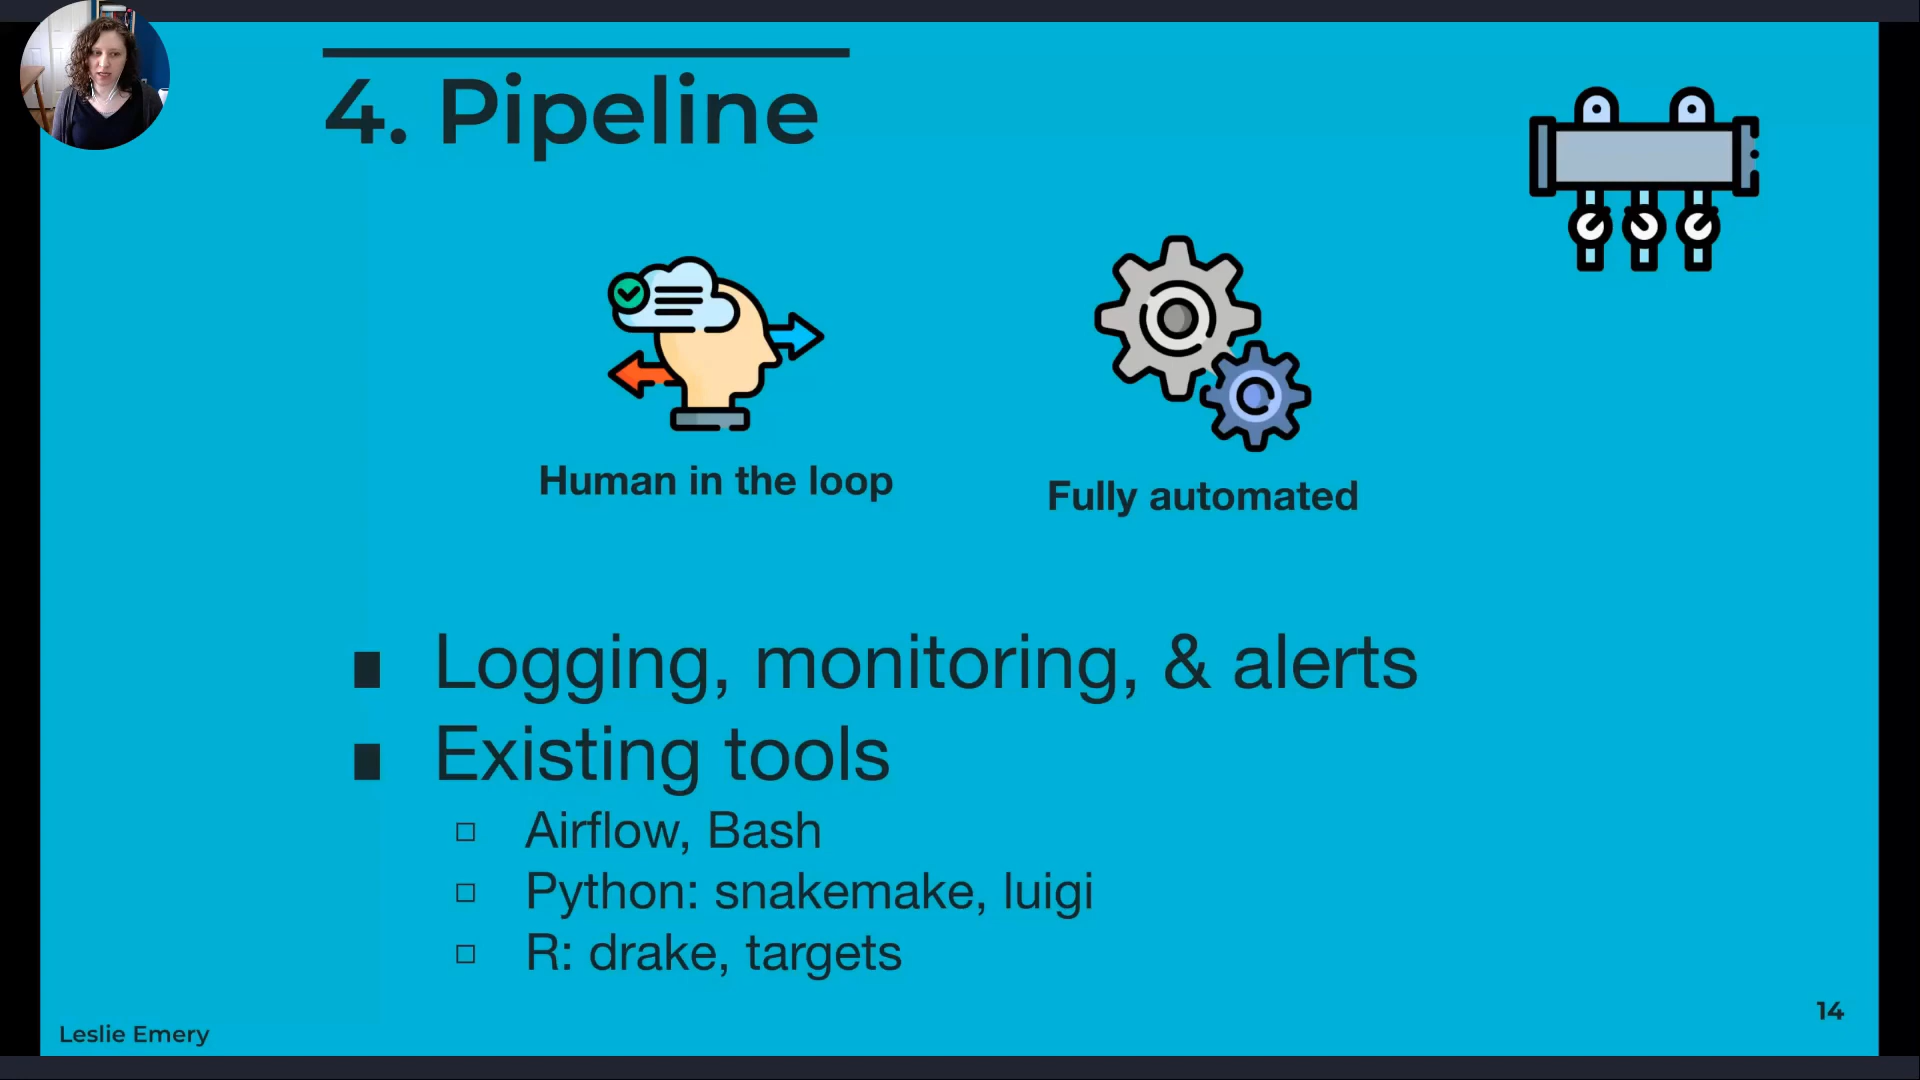 4. Pipeline
Human in the loop
Fully automated
Logging, monitoring, & alerts
Existing tools
Airflow, Bash
Python: snakemake, luigi
R: drake, targets
Leslie Emery
14